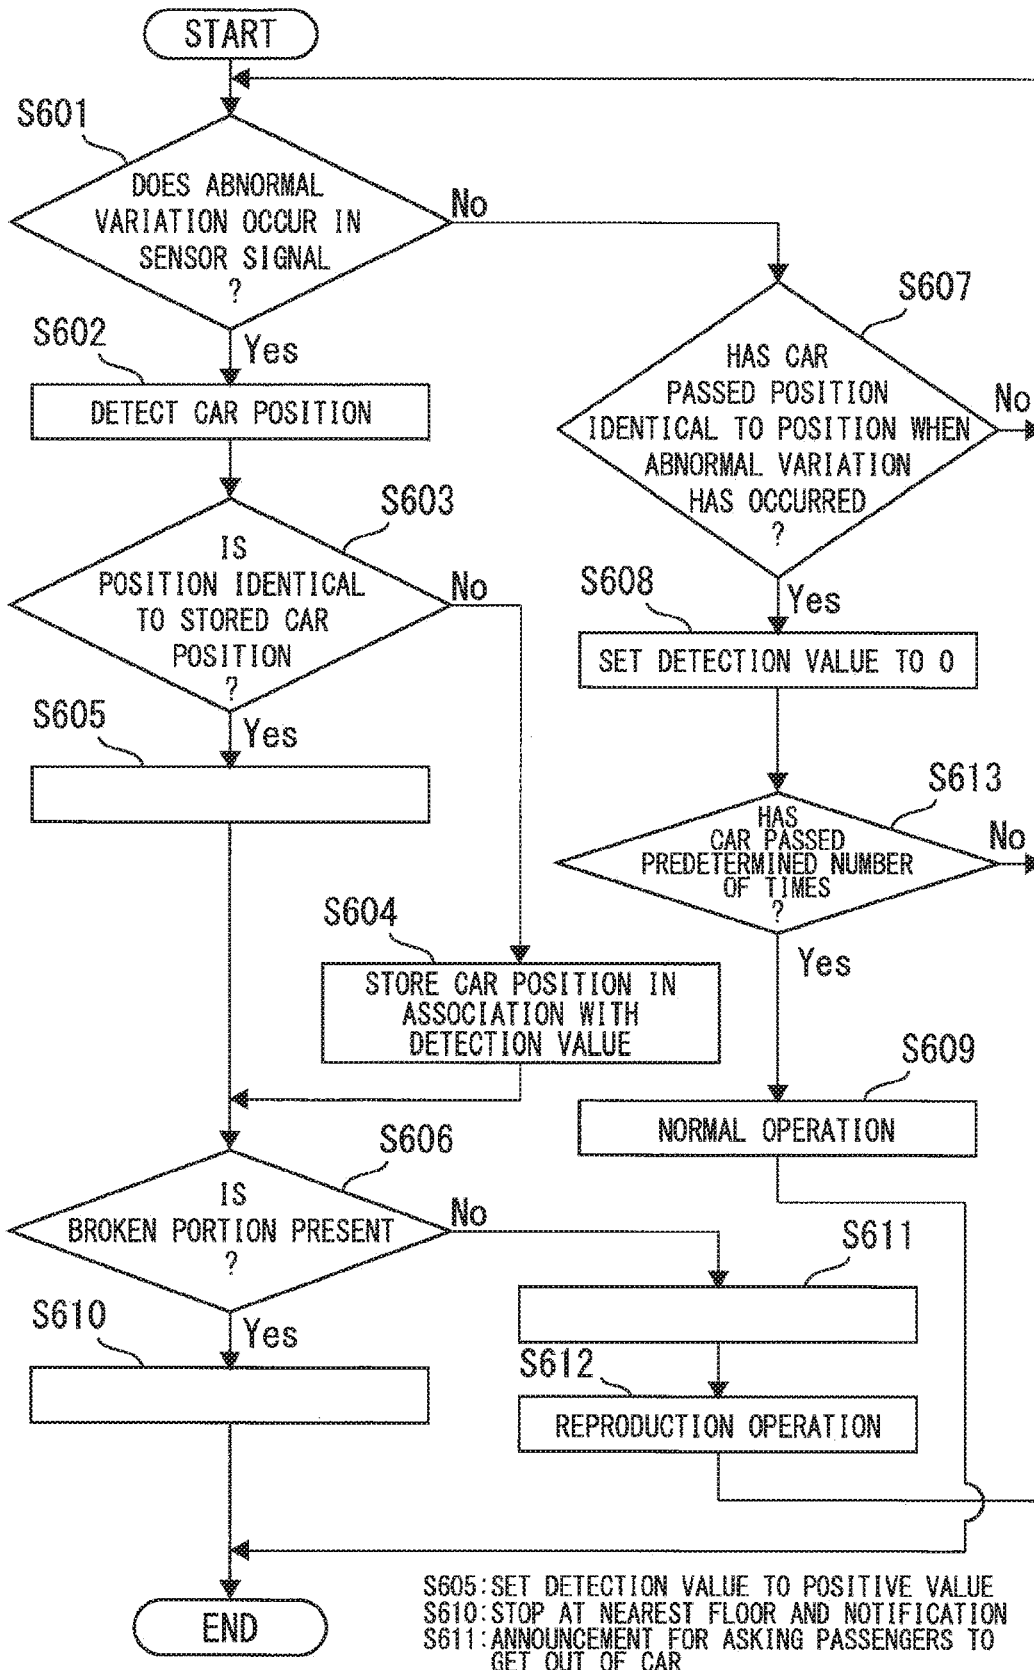 START
S601
DOES ABNORMAL
VARIATION OCCUR IN
SENSOR SIGNAL
?
No
Yes
S602
DETECT CAR POSITION
S603
IS
POSITION IDENTICAL
TO STORED CAR
POSITION
?
No
Yes
S605
S604
STORE CAR POSITION IN
ASSOCIATION WITH
DETECTION VALUE
S606
IS
BROKEN PORTION PRESENT
?
No
Yes
S610
S611
S612
REPRODUCTION OPERATION
S607
HAS CAR
PASSED POSITION
IDENTICAL TO POSITION WHEN
ABNORMAL VARIATION
HAS OCCURRED
?
No
Yes
S608
SET DETECTION VALUE TO 0
S613
HAS
CAR PASSED
PREDETERMINED NUMBER
OF TIMES
?
No
Yes
S609
NORMAL OPERATION
END
S605:SET DETECTION VALUE TO POSITIVE VALUE
S610:STOP AT NEAREST FLOOR AND NOTIFICATION
S611:ANNOUNCEMENT FOR ASKING PASSENGERS TO
GET OUT OF CAR